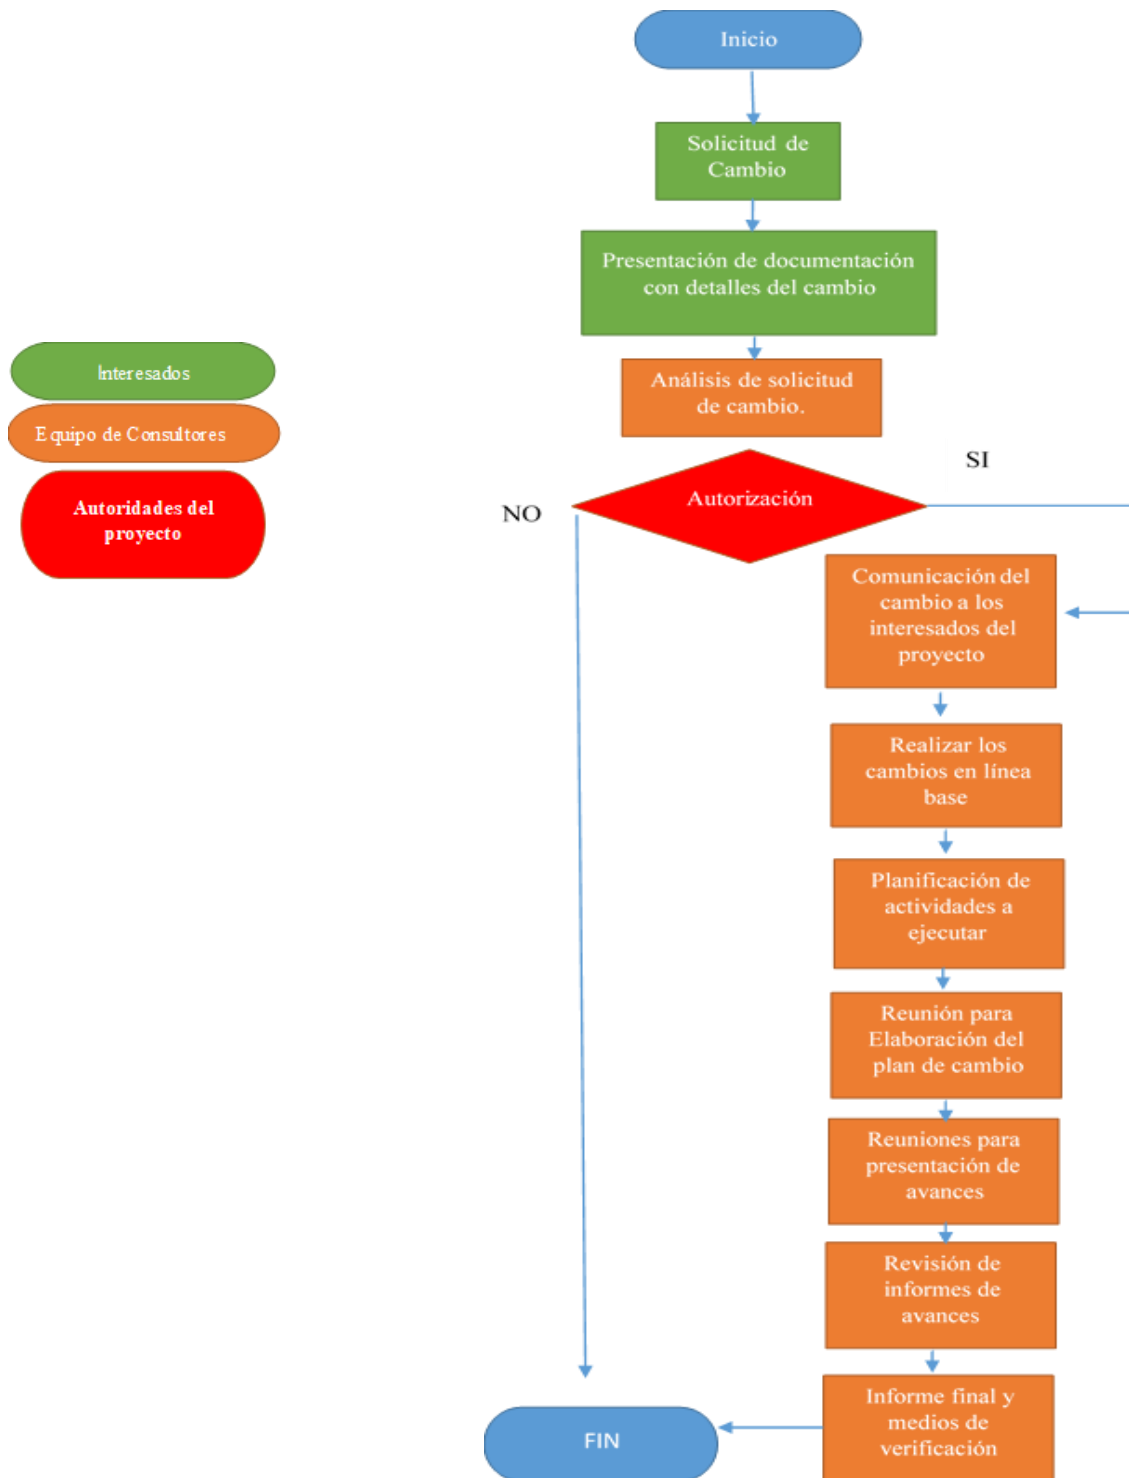 Inicio
Solicitud de
Cambio
Presentación de documentación
con detalles del cambio
Interesados
Equipo de Consultores
Autoridades del
proyecto
Análisis de solicitud
de cambio.
SI
Autorización
NO
Comunicación del
cambio a los
interesados del
proyecto
Realizar los
cambios en línea
base
Planificación de
actividades a
ejecutar
Reunión para
Elaboración del
plan de cambio
Reuniones para
presentación de
avances
Revisión de
informes de
avances
Informe final y
medios de
verificación
FIN